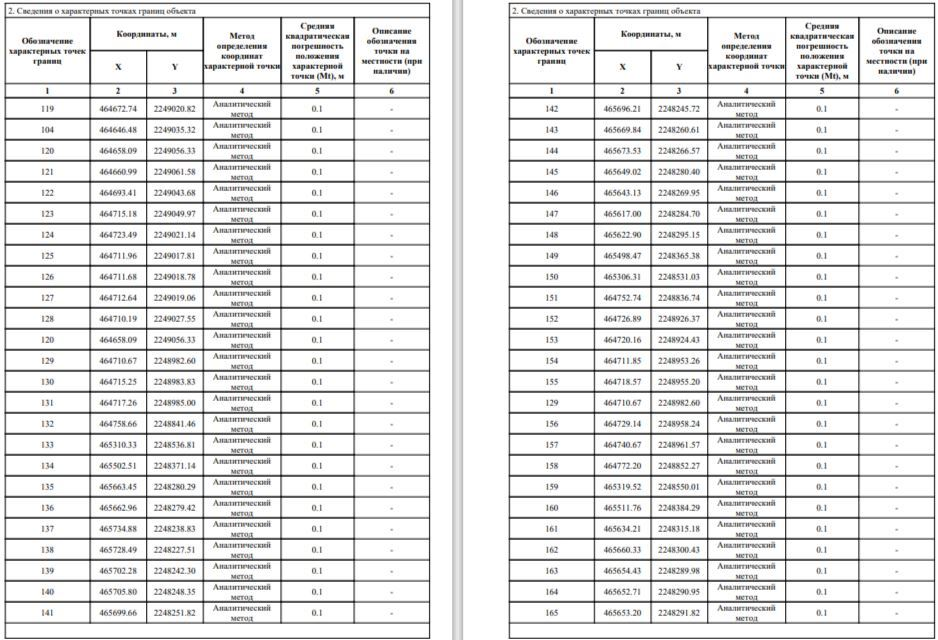 2. Сведения о характерных точках границ объекта
Обозначение характерных точек границ | Координаты, м | Метод определения координат характерной точки | Средняя квадратическая погрешность положения характерной точки (Mt), м | Описание обозначения точки на местности (при наличии)
X | Y
1 | 2 | 3 | 4 | 5 | 6
119 | 464672.74 | 2249020.82 | Аналитический метод | 0.1 | -
104 | 464646.48 | 2249035.32 | Аналитический метод | 0.1 | -
120 | 464658.09 | 2249056.33 | Аналитический метод | 0.1 | -
121 | 464660.99 | 2249061.58 | Аналитический метод | 0.1 | -
122 | 464693.41 | 2249043.68 | Аналитический метод | 0.1 | -
123 | 464715.18 | 2249049.97 | Аналитический метод | 0.1 | -
124 | 464723.49 | 2249021.14 | Аналитический метод | 0.1 | -
125 | 464711.96 | 2249017.81 | Аналитический метод | 0.1 | -
126 | 464711.68 | 2249018.78 | Аналитический метод | 0.1 | -
127 | 464712.64 | 2249019.06 | Аналитический метод | 0.1 | -
128 | 464710.19 | 2249027.55 | Аналитический метод | 0.1 | -
120 | 464658.09 | 2249056.33 | Аналитический метод | 0.1 | -
129 | 464710.67 | 2248982.60 | Аналитический метод | 0.1 | -
130 | 464715.25 | 2248983.83 | Аналитический метод | 0.1 | -
131 | 464717.26 | 2248985.00 | Аналитический метод | 0.1 | -
132 | 464758.66 | 2248841.46 | Аналитический метод | 0.1 | -
133 | 465310.33 | 2248536.81 | Аналитический метод | 0.1 | -
134 | 465502.51 | 2248371.14 | Аналитический метод | 0.1 | -
135 | 465663.45 | 2248280.29 | Аналитический метод | 0.1 | -
136 | 465662.96 | 2248279.42 | Аналитический метод | 0.1 | -
137 | 465734.88 | 2248238.83 | Аналитический метод | 0.1 | -
138 | 465728.49 | 2248227.51 | Аналитический метод | 0.1 | -
139 | 465702.28 | 2248242.30 | Аналитический метод | 0.1 | -
140 | 465705.80 | 2248248.35 | Аналитический метод | 0.1 | -
141 | 465699.66 | 2248251.82 | Аналитический метод | 0.1 | -
2. Сведения о характерных точках границ объекта
Обозначение характерных точек границ | Координаты, м | Метод определения координат характерной точки | Средняя квадратическая погрешность положения характерной точки (Mt), м | Описание обозначения точки на местности (при наличии)
X | Y
1 | 2 | 3 | 4 | 5 | 6
142 | 465696.21 | 2248245.72 | Аналитический метод | 0.1 | -
143 | 465669.84 | 2248260.61 | Аналитический метод | 0.1 | -
144 | 465673.53 | 2248266.57 | Аналитический метод | 0.1 | -
145 | 465649.02 | 2248280.40 | Аналитический метод | 0.1 | -
146 | 465643.13 | 2248269.95 | Аналитический метод | 0.1 | -
147 | 465617.00 | 2248284.70 | Аналитический метод | 0.1 | -
148 | 465622.90 | 2248295.15 | Аналитический метод | 0.1 | -
149 | 465498.47 | 2248365.38 | Аналитический метод | 0.1 | -
150 | 465306.31 | 2248531.03 | Аналитический метод | 0.1 | -
151 | 464752.74 | 2248836.74 | Аналитический метод | 0.1 | -
152 | 464726.89 | 2248926.37 | Аналитический метод | 0.1 | -
153 | 464720.16 | 2248924.43 | Аналитический метод | 0.1 | -
154 | 464711.85 | 2248953.26 | Аналитический метод | 0.1 | -
155 | 464718.57 | 2248955.20 | Аналитический метод | 0.1 | -
129 | 464710.67 | 2248982.60 | Аналитический метод | 0.1 | -
156 | 464729.14 | 2248958.24 | Аналитический метод | 0.1 | -
157 | 464740.67 | 2248961.57 | Аналитический метод | 0.1 | -
158 | 464772.20 | 2248852.27 | Аналитический метод | 0.1 | -
159 | 465319.52 | 2248550.01 | Аналитический метод | 0.1 | -
160 | 465511.76 | 2248384.29 | Аналитический метод | 0.1 | -
161 | 465634.21 | 2248315.18 | Аналитический метод | 0.1 | -
162 | 465660.33 | 2248300.43 | Аналитический метод | 0.1 | -
163 | 465654.43 | 2248289.98 | Аналитический метод | 0.1 | -
164 | 465652.71 | 2248290.95 | Аналитический метод | 0.1 | -
165 | 465653.20 | 2248291.82 | Аналитический метод | 0.1 | -